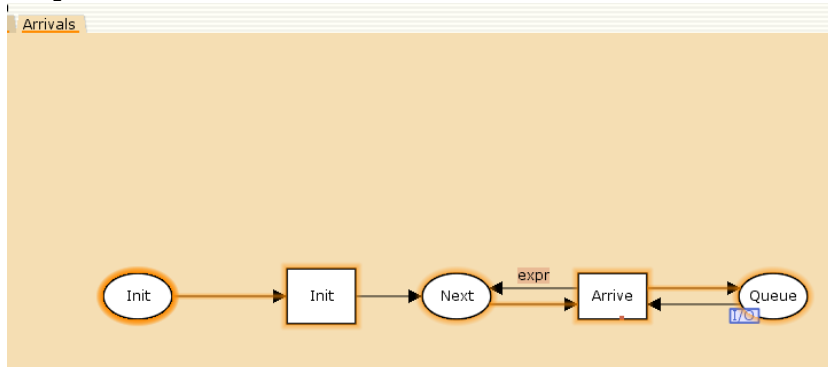 Arrivals
expr
Init
Init
Next
Arrive
Queue
I/O